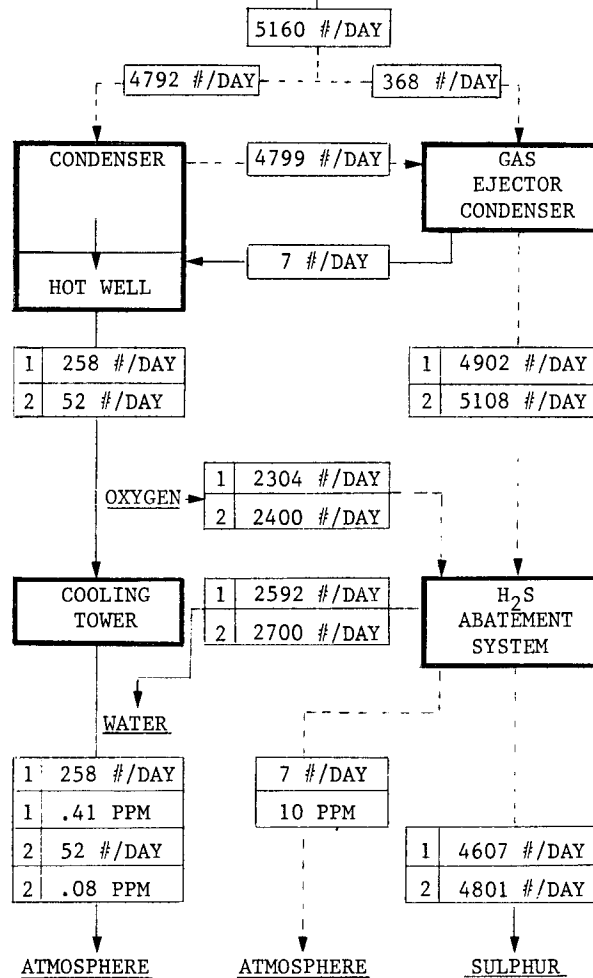 5160 #/DAY
4792 #/DAY
368 #/DAY
CONDENSER
4799 #/DAY
GAS
EJECTOR
CONDENSER
7 #/DAY
HOT WELL
1 258 #/DAY
2 52 #/DAY
1 4902 #/DAY
2 5108 #/DAY
OXYGEN
1 2304 #/DAY
2 2400 #/DAY
COOLING
TOWER
1 2592 #/DAY
2 2700 #/DAY
H2S
ABATEMENT
SYSTEM
WATER
1 258 #/DAY
1 .41 PPM
2 52 #/DAY
2 .08 PPM
7 #/DAY
10 PPM
1 4607 #/DAY
2 4801 #/DAY
ATMOSPHERE
ATMOSPHERE
SULPHUR